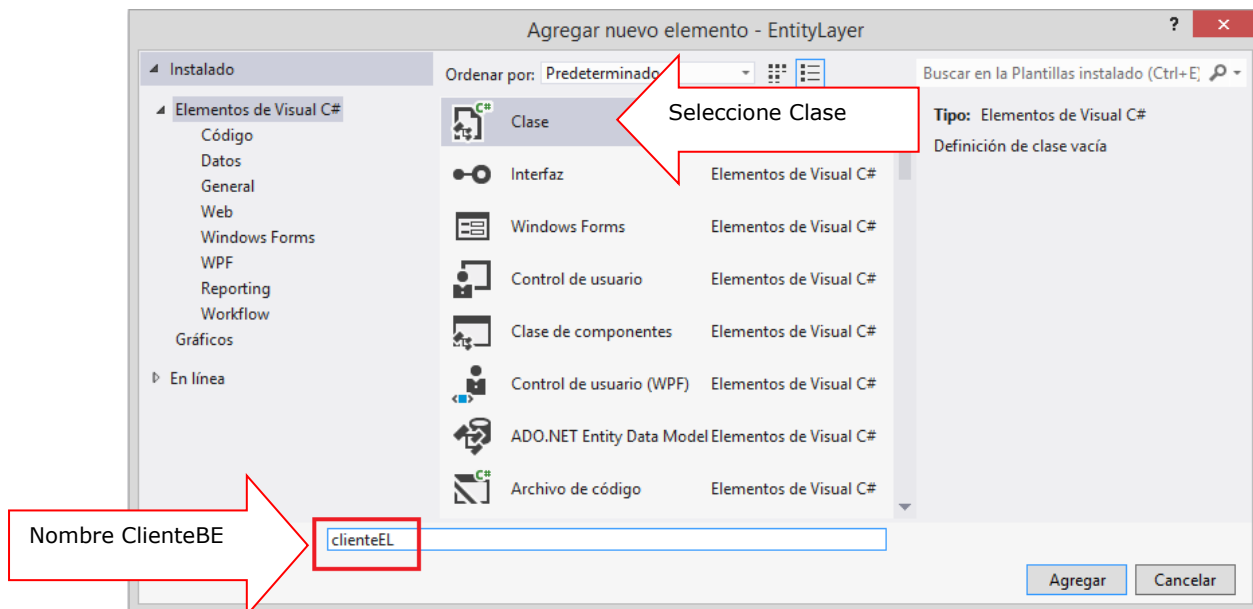 Agregar nuevo elemento - EntityLayer
?
×
Instalado
Elementos de Visual C#
Código
Datos
General
Web
Windows Forms
WPF
Reporting
Workflow
Gráficos
En línea
Ordenar por: Predeterminado
Buscar en la Plantillas instalado (Ctrl+E)
C# Clase
Seleccione Clase
Interfaz Elementos de Visual C#
Windows Forms Elementos de Visual C#
Control de usuario Elementos de Visual C#
Clase de componentes Elementos de Visual C#
Control de usuario (WPF) Elementos de Visual C#
ADO.NET Entity Data Model Elementos de Visual C#
C# Archivo de código Elementos de Visual C#
Tipo: Elementos de Visual C#
Definición de clase vacía
Nombre ClienteBE
clienteEL
Agregar
Cancelar